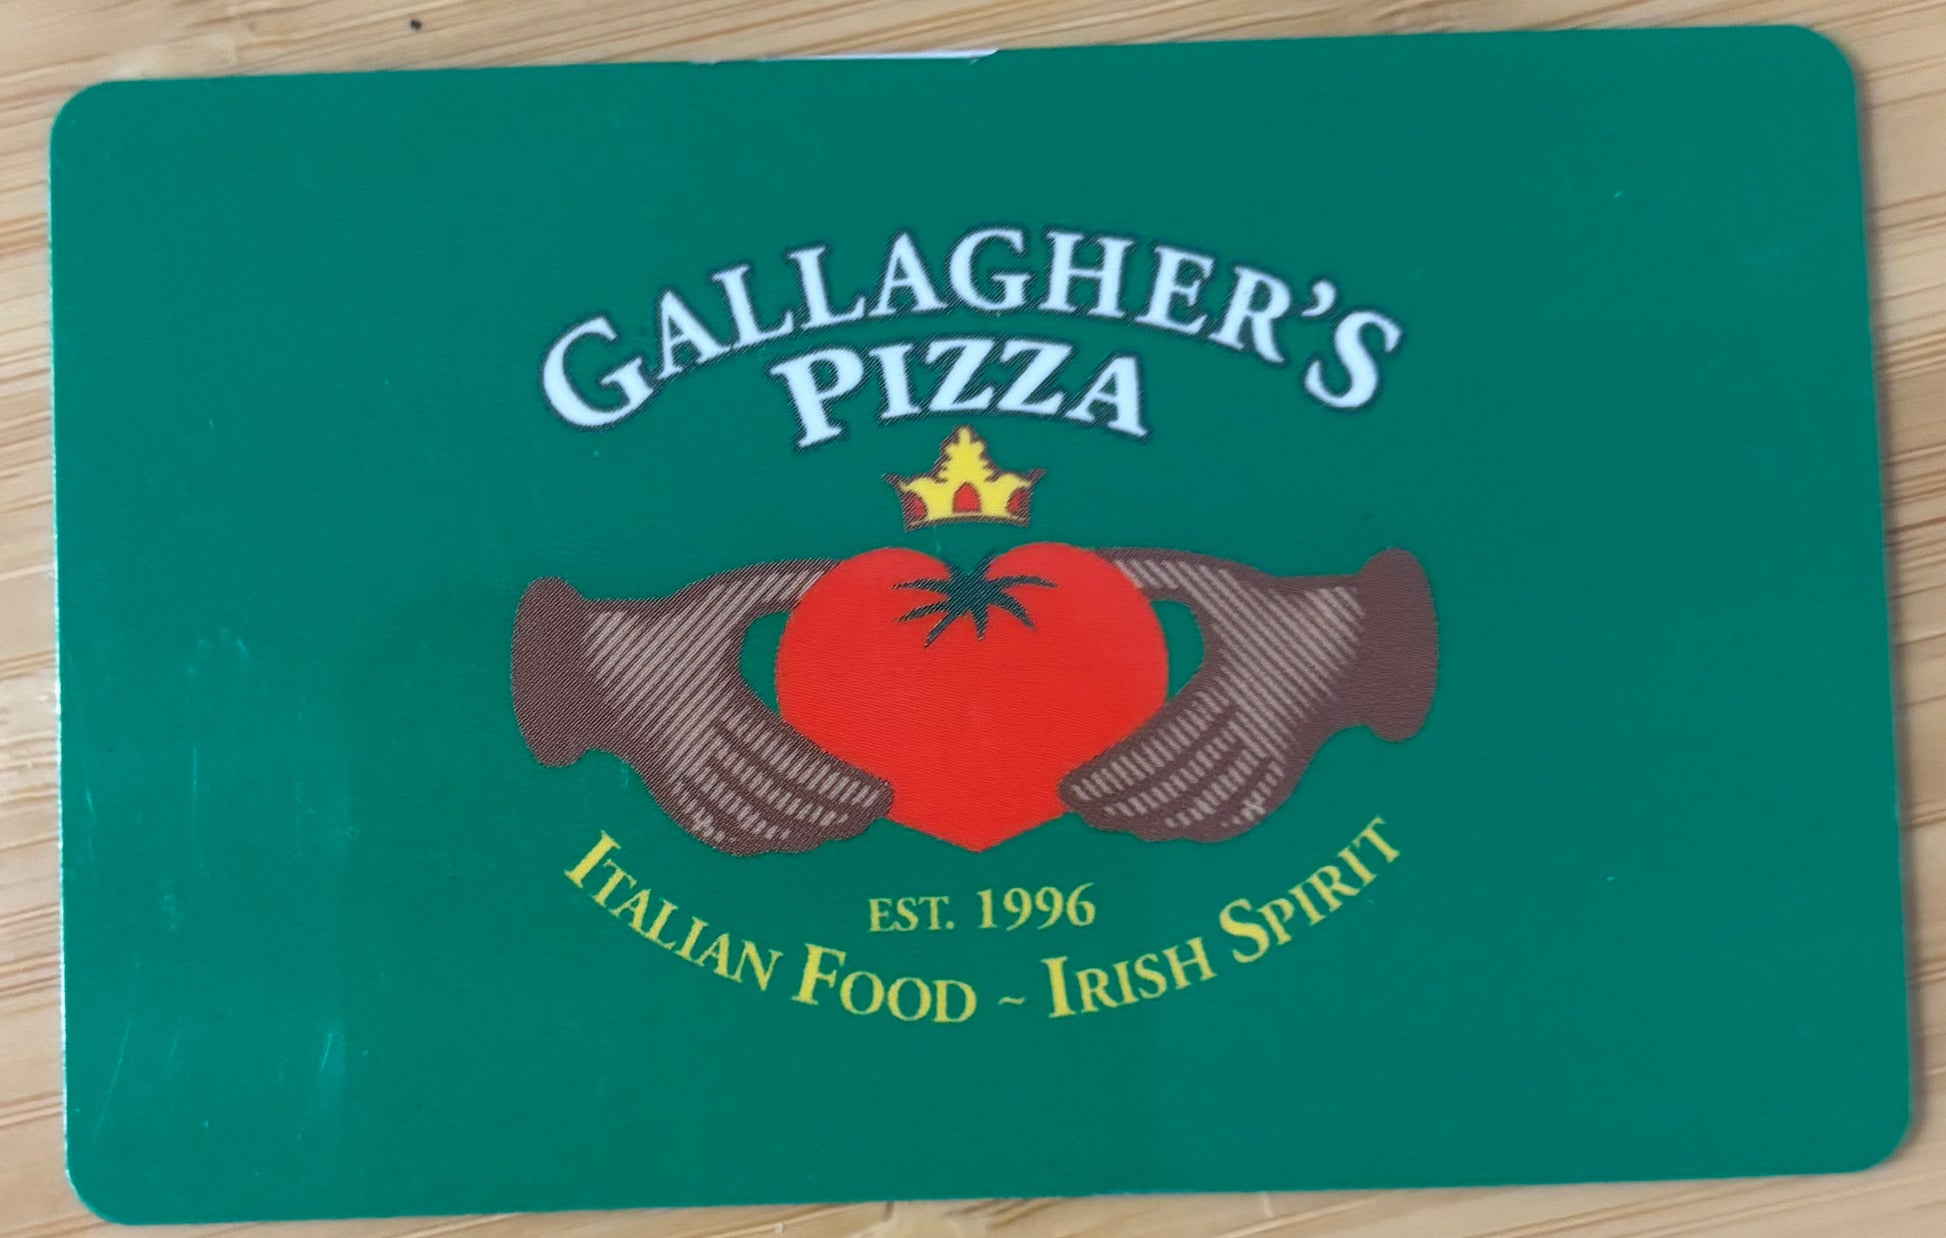 GALLAGHER'S
PIZZA
EST. 1996
ITALIAN FOOD ~ IRISH SPIRIT